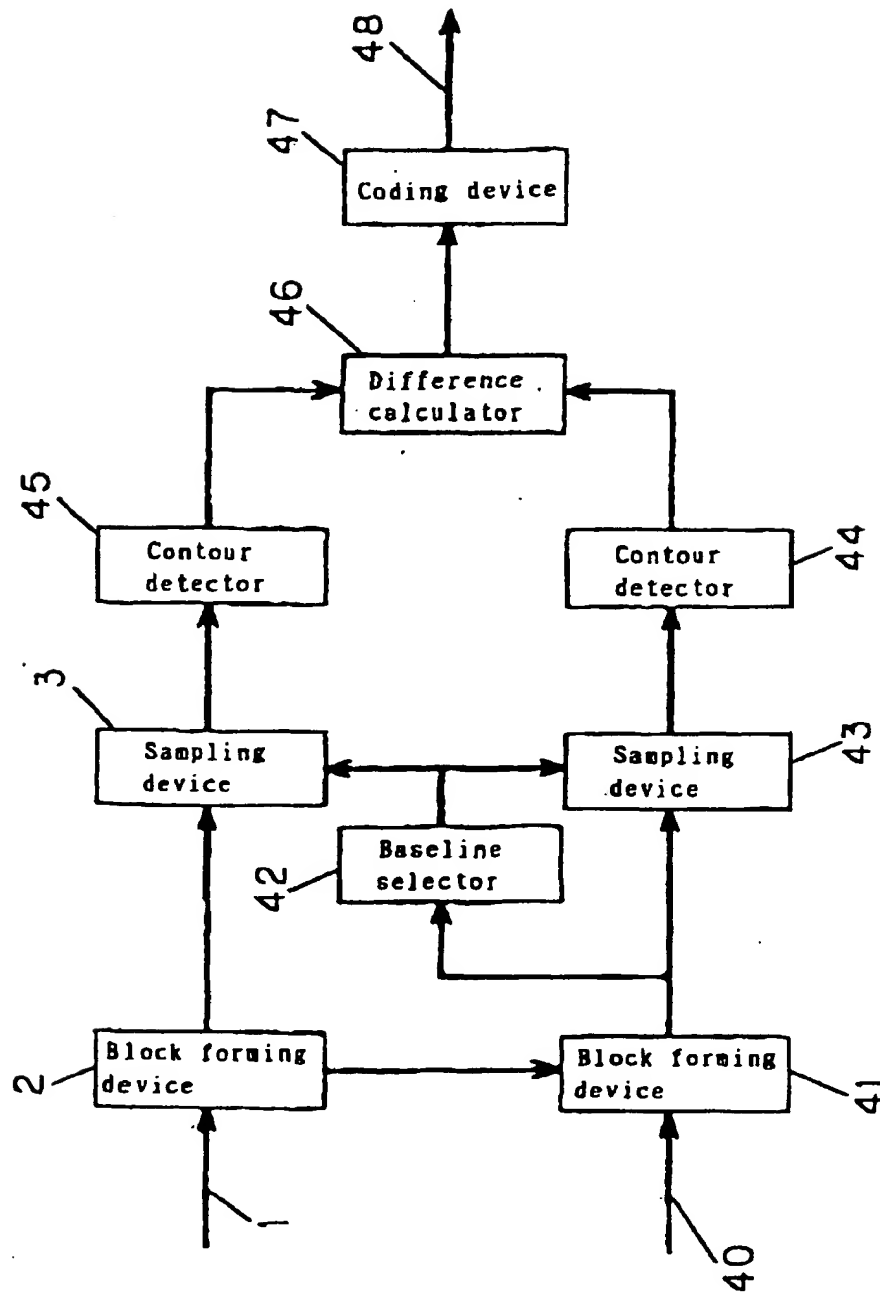 48
47
Coding device
46
Difference
calculator
45
Contour
detector
Contour
detector
44
3
Sampling
device
Sampling
device
43
Baseline
selector
42
2
Block forming
device
Block forming
device
41
1
40